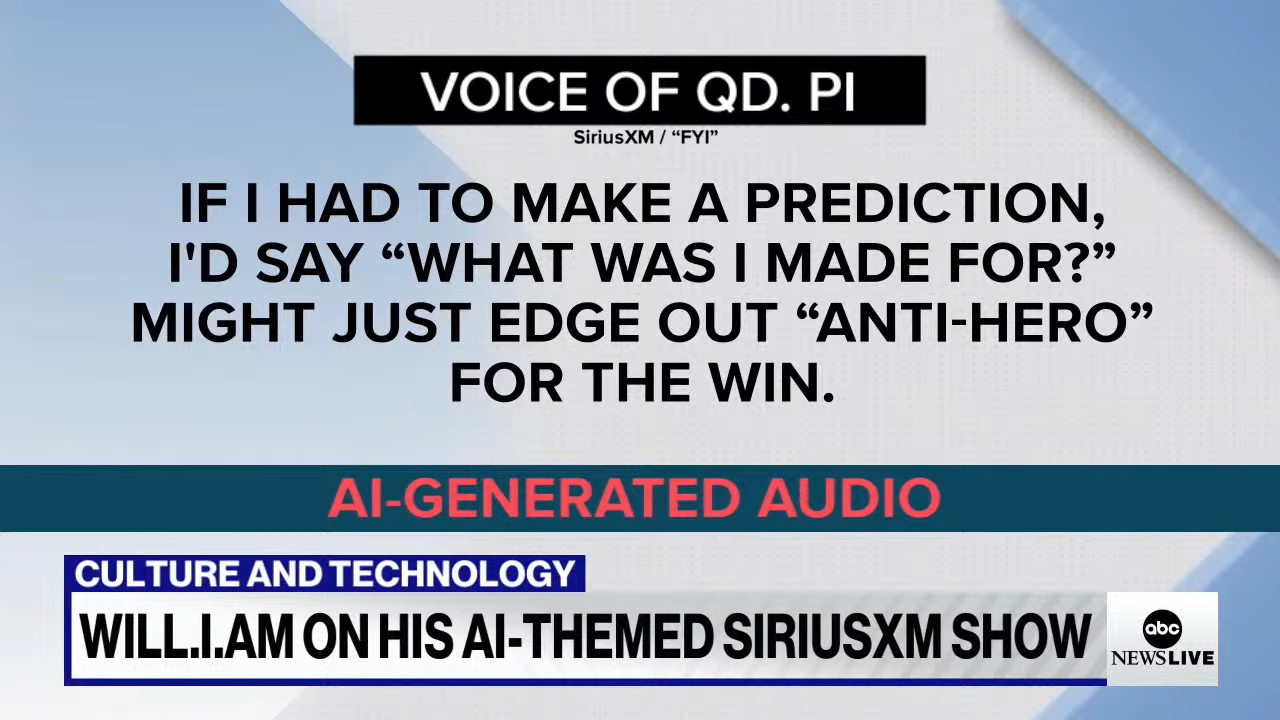 VOICE OF QD. PI
SiriusXM / “FYI”
IF I HAD TO MAKE A PREDICTION,
I'D SAY “WHAT WAS I MADE FOR?”
MIGHT JUST EDGE OUT “ANTI-HERO”
FOR THE WIN.
AI-GENERATED AUDIO
CULTURE AND TECHNOLOGY
WILL.I.AM ON HIS AI-THEMED SIRIUSXM SHOW
abc
NEWSLIVE